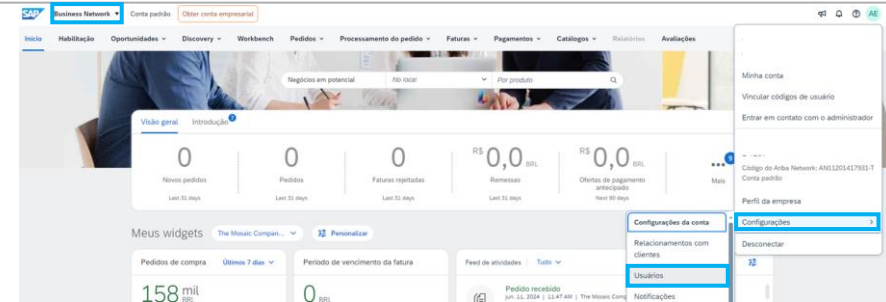 SAP Business Network Conta padrão Obter conta empresarial AE
Início Habilitação Oportunidades Discovery Workbench Pedidos Processamento do pedido Faturas Pagamentos Catálogos Relatórios Avaliações
Negócios em potencial No local Por produto
Visão geral Introdução 7
0 0 0 R$ 0,0 BRL R$ 0,0 BRL ... 9
Novos pedidos Pedidos Faturas rejeitadas Remessas Ofertas de pagamento antecipado Mais
Last 31 days Last 31 days Last 31 days Last 31 days Next 90 days
Meus widgets The Mosaic Compan... Personalizar
Pedidos de compra Últimos 7 dias Período de vencimento da fatura Feed de atividades Tudo
158 mil BRL 0 BRL
Pedido recebido
jun. 11, 2024 | 11:47 AM | The Mosaic Comp
Minha conta
Vincular códigos de usuário
Entrar em contato com o administrador
Código do Ariba Network: AN11201417931-T
Conta padrão
Perfil da empresa
Configurações >
Desconectar
Configurações da conta
Relacionamentos com
clientes
Usuários
Notificações